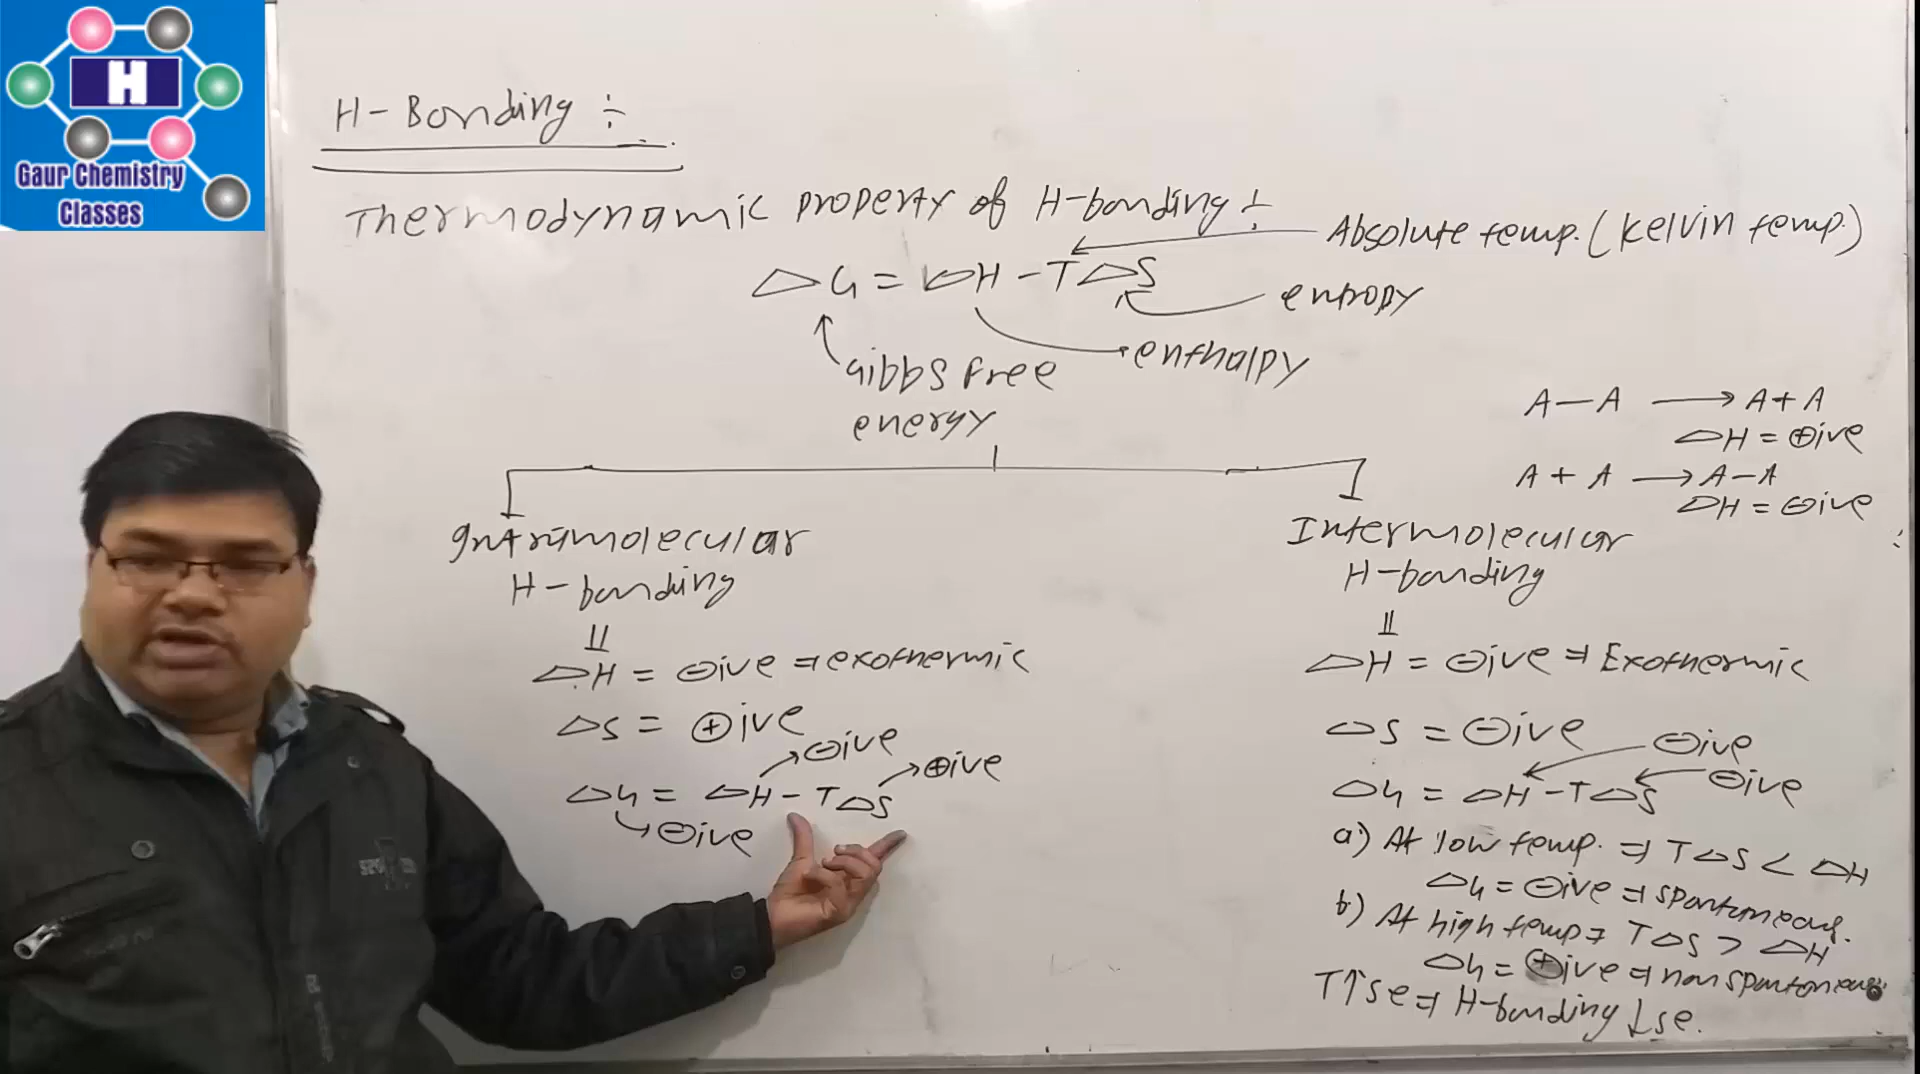 H
Gaur Chemistry
Classes
H-Bonding ÷
Thermodynamic property of H-bonding ÷
Absolute temp. (Kelvin temp.)
△G = △H - T△S
entropy
enthalpy
Gibbs free
energy
A — A → A + A
△H = ⊕ive
A + A → A - A
△H = ⊖ive
Intramolecular
H-bonding
||
△H = ⊖ive ⇒ exothermic
△S = ⊕ive
⊖ive
⊕ive
△G = △H - T△S
⊖ive
Intermolecular
H-bonding
||
△H = ⊖ive ⇒ Exothermic
△S = ⊖ive
⊖ive
⊖ive
△G = △H - T△S
a) At low temp. ⇒ T△S < △H
△G = ⊖ive ⇒ spontaneous.
b) At high temp ⇒ T△S > △H
△G = ⊕ive ⇒ non spontaneous
T↑se ⇒ H-bonding ↓se.